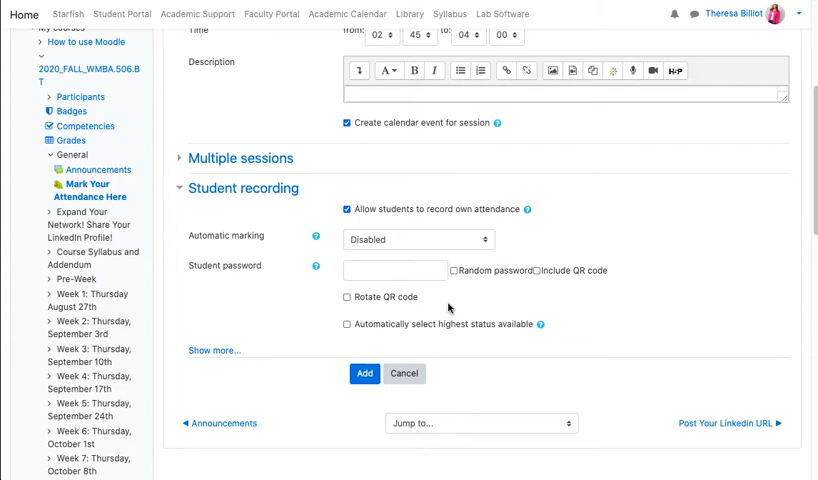 Home Starfish Student Portal Academic Support Faculty Portal Academic Calendar Library Syllabus Lab Software Theresa Billiot
My courses
How to use Moodle
2020_FALL_WMBA.506.B
T
Participants
Badges
Competencies
Grades
General
Announcements
Mark Your
Attendance Here
Expand Your
Network! Share Your
LinkedIn Profile!
Course Syllabus and
Addendum
Pre-Week
Week 1: Thursday
August 27th
Week 2: Thursday,
September 3rd
Week 3: Thursday,
September 10th
Week 4: Thursday,
September 17th
Week 5: Thursday,
September 24th
Week 6: Thursday,
October 1st
Week 7: Thursday,
October 8th
Time from: 02 45 to: 04 00
Description
A B I H-P
Create calendar event for session
Multiple sessions
Student recording
Allow students to record own attendance
Automatic marking Disabled
Student password Random password Include QR code
Rotate QR code
Automatically select highest status available
Show more...
Add Cancel
Announcements Jump to... Post Your Linkedin URL